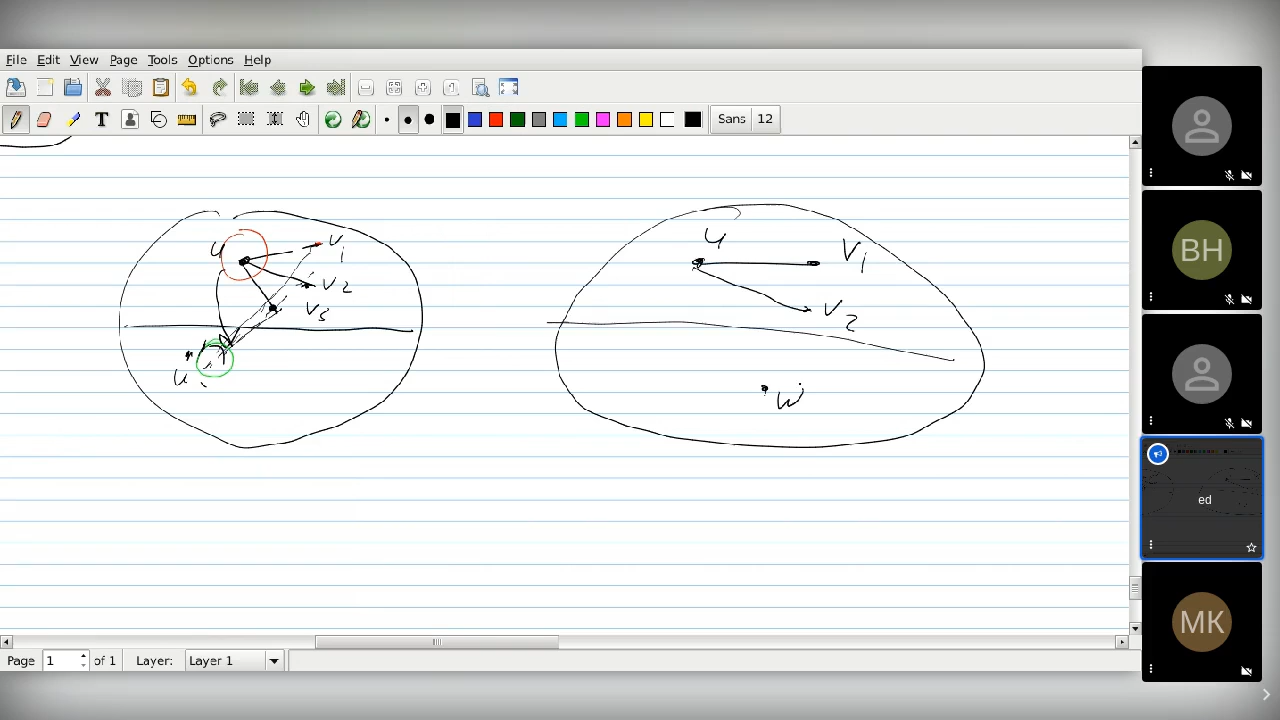 File Edit View Page Tools Options Help
Sans 12
u v1
v2
v3
u
u v1
v2
w
BH
ed
MK
Page 1 of 1 Layer: Layer 1